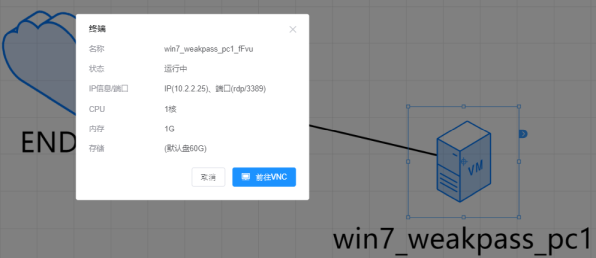 终端
名称 win7_weakpass_pc1_fFvu
状态 运行中
IP信息/端口 IP(10.2.2.25)，端口(rdp/3389)
CPU 1核
内存 1G
存储 (默认盘60G)
取消 前往VNC
END
VM
win7_weakpass_pc1